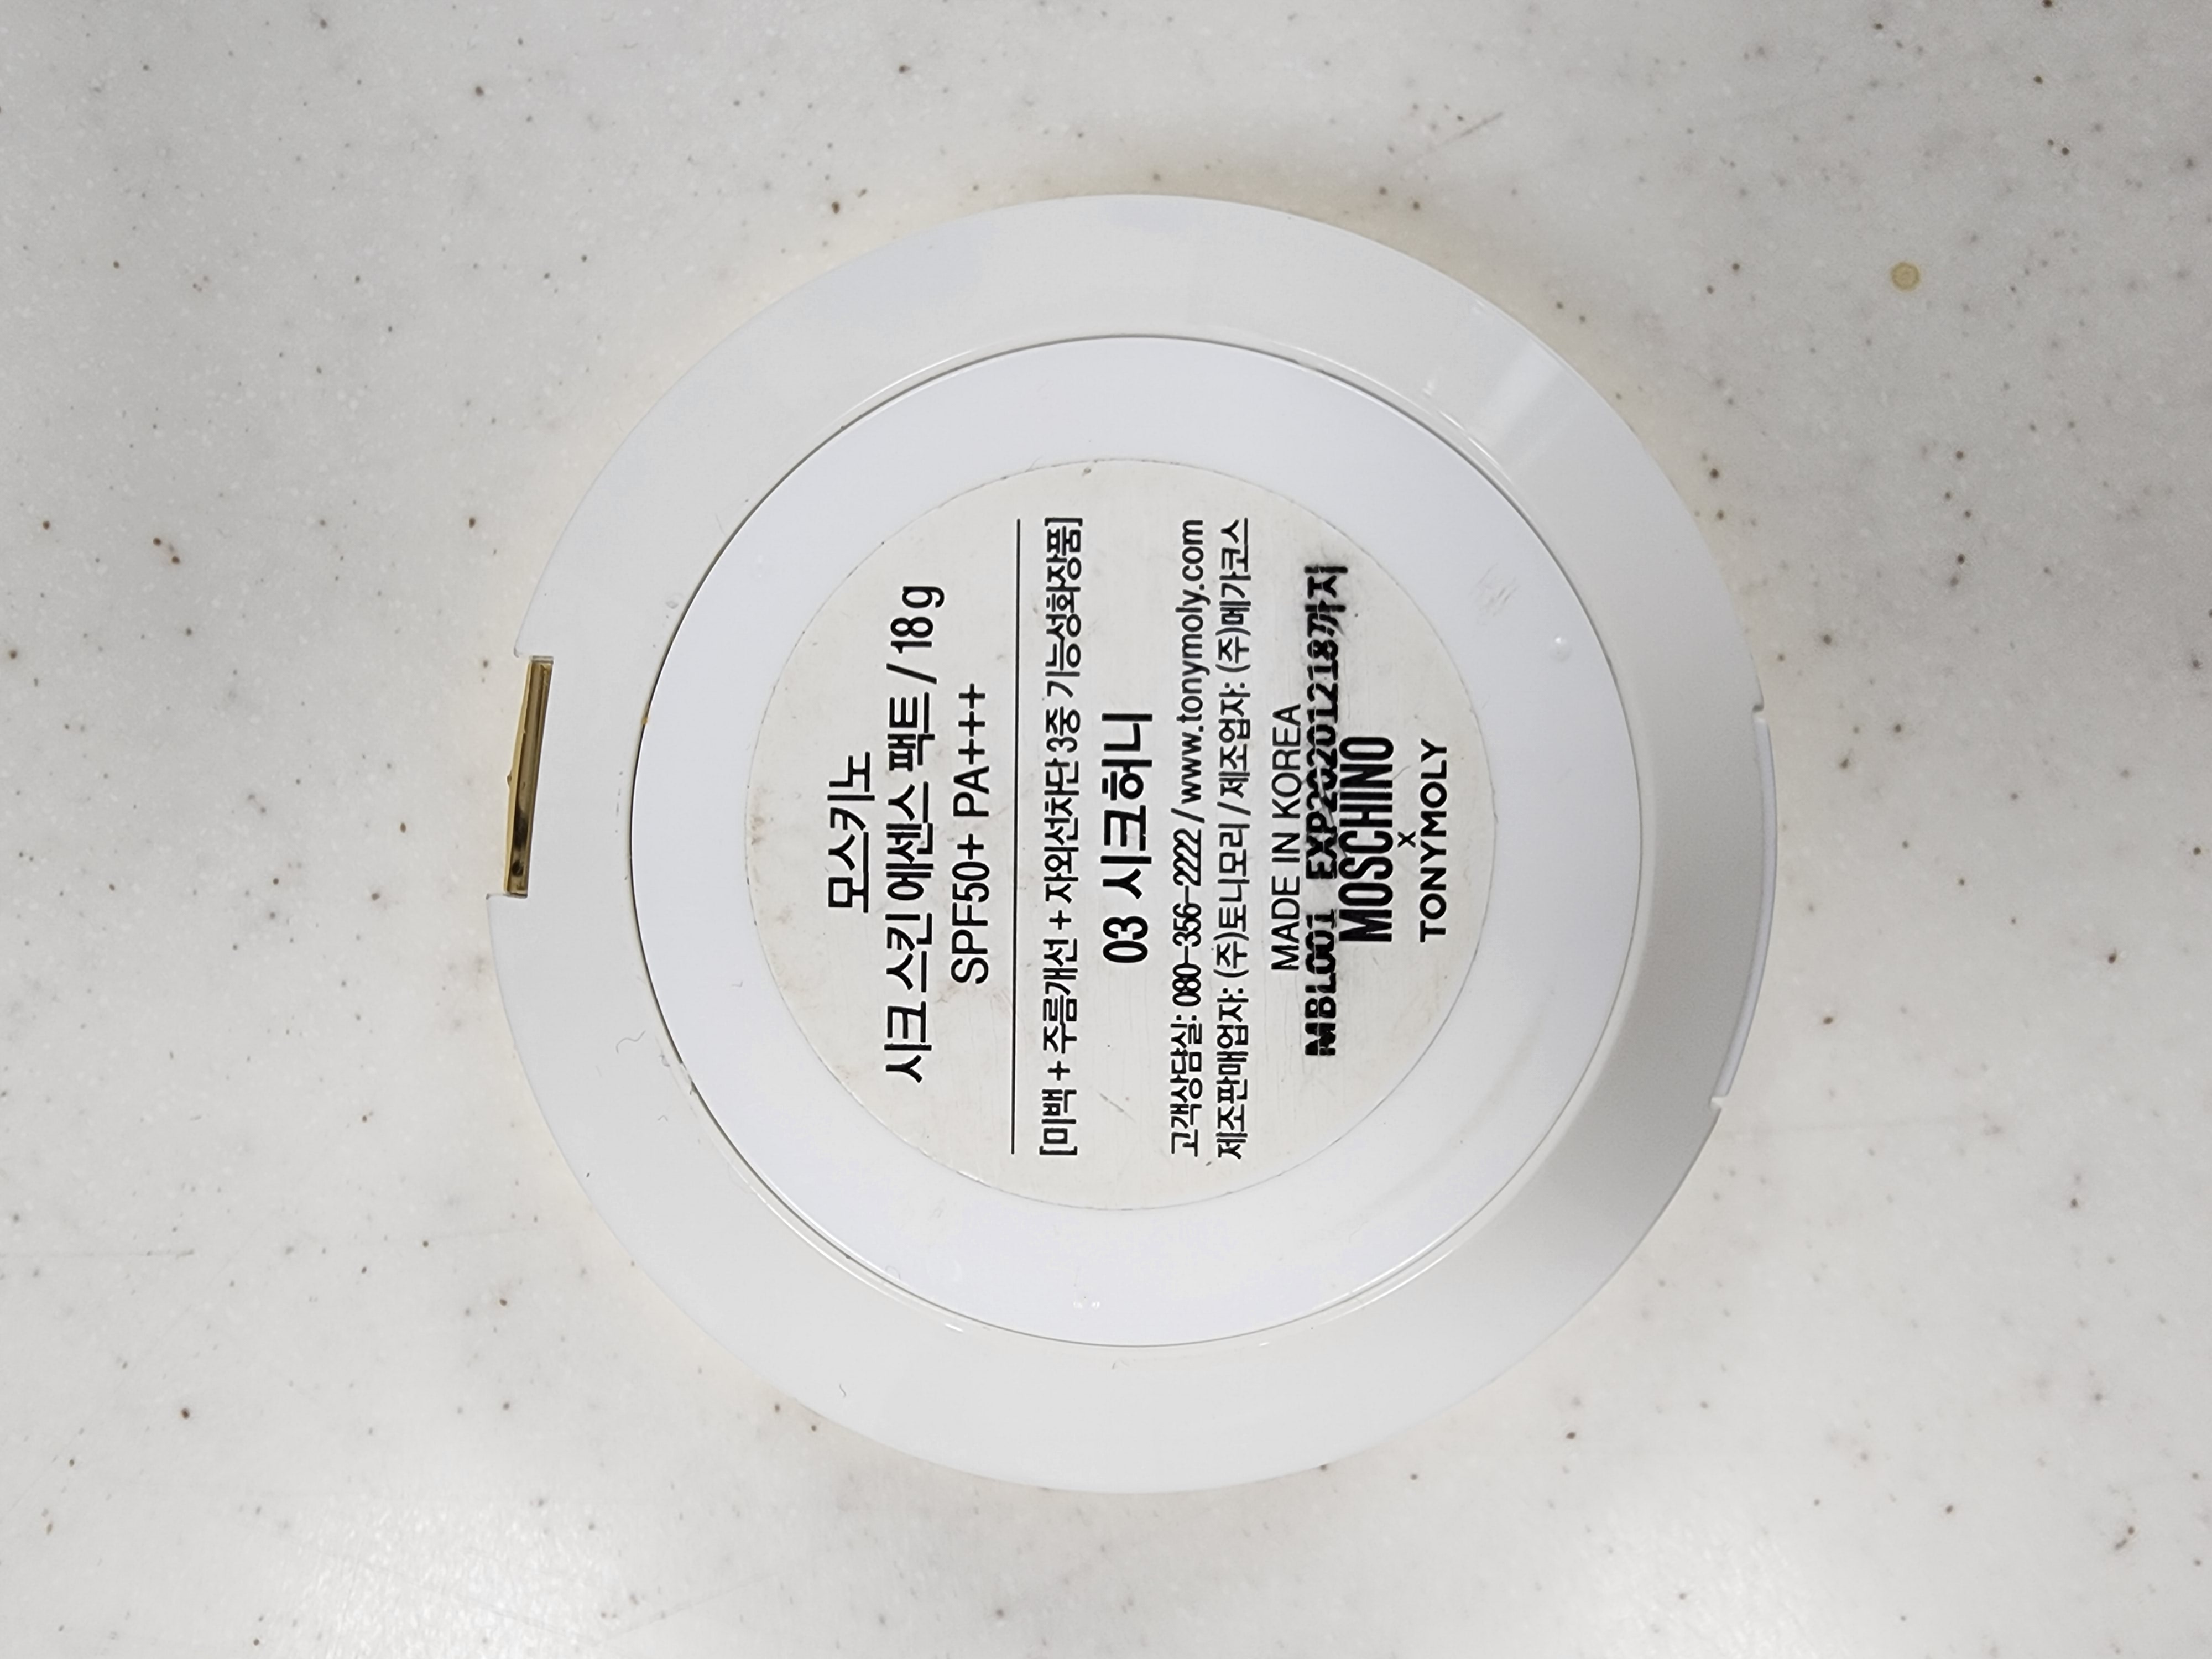 모스키노
시크 스킨 에센스 팩트 / 18 g
SPF50+ PA+++
[미백 + 주름개선 + 자외선차단 3중 기능성화장품]
03 시크허니
고객상담실: 080-356-2222 / www.tonymoly.com
제조판매업자: (주)토니모리 / 제조업자: (주)메가코스
MADE IN KOREA
MBL001 EXP20201218까지
MOSCHINO
x
TONYMOLY